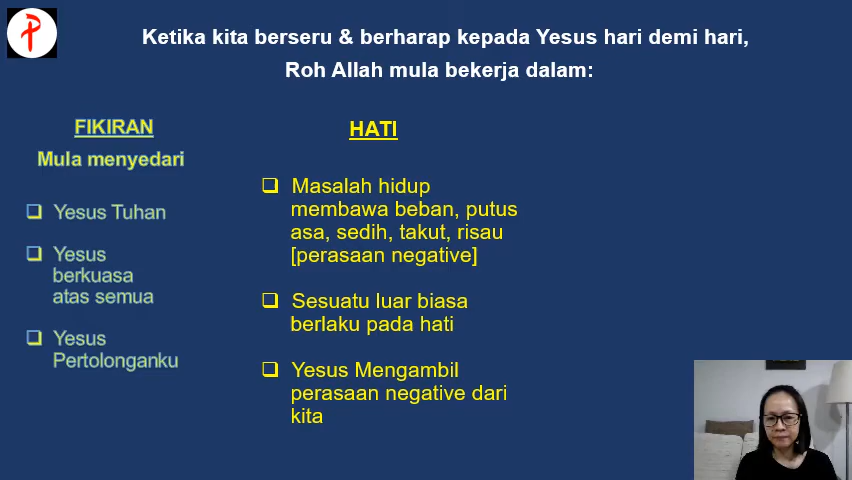 Ketika kita berseru & berharap kepada Yesus hari demi hari,
Roh Allah mula bekerja dalam:
FIKIRAN
Mula menyedari
❑ Yesus Tuhan
❑ Yesus
berkuasa
atas semua
❑ Yesus
Pertolonganku
HATI
❑ Masalah hidup
membawa beban, putus
asa, sedih, takut, risau
[perasaan negative]
❑ Sesuatu luar biasa
berlaku pada hati
❑ Yesus Mengambil
perasaan negative dari
kita